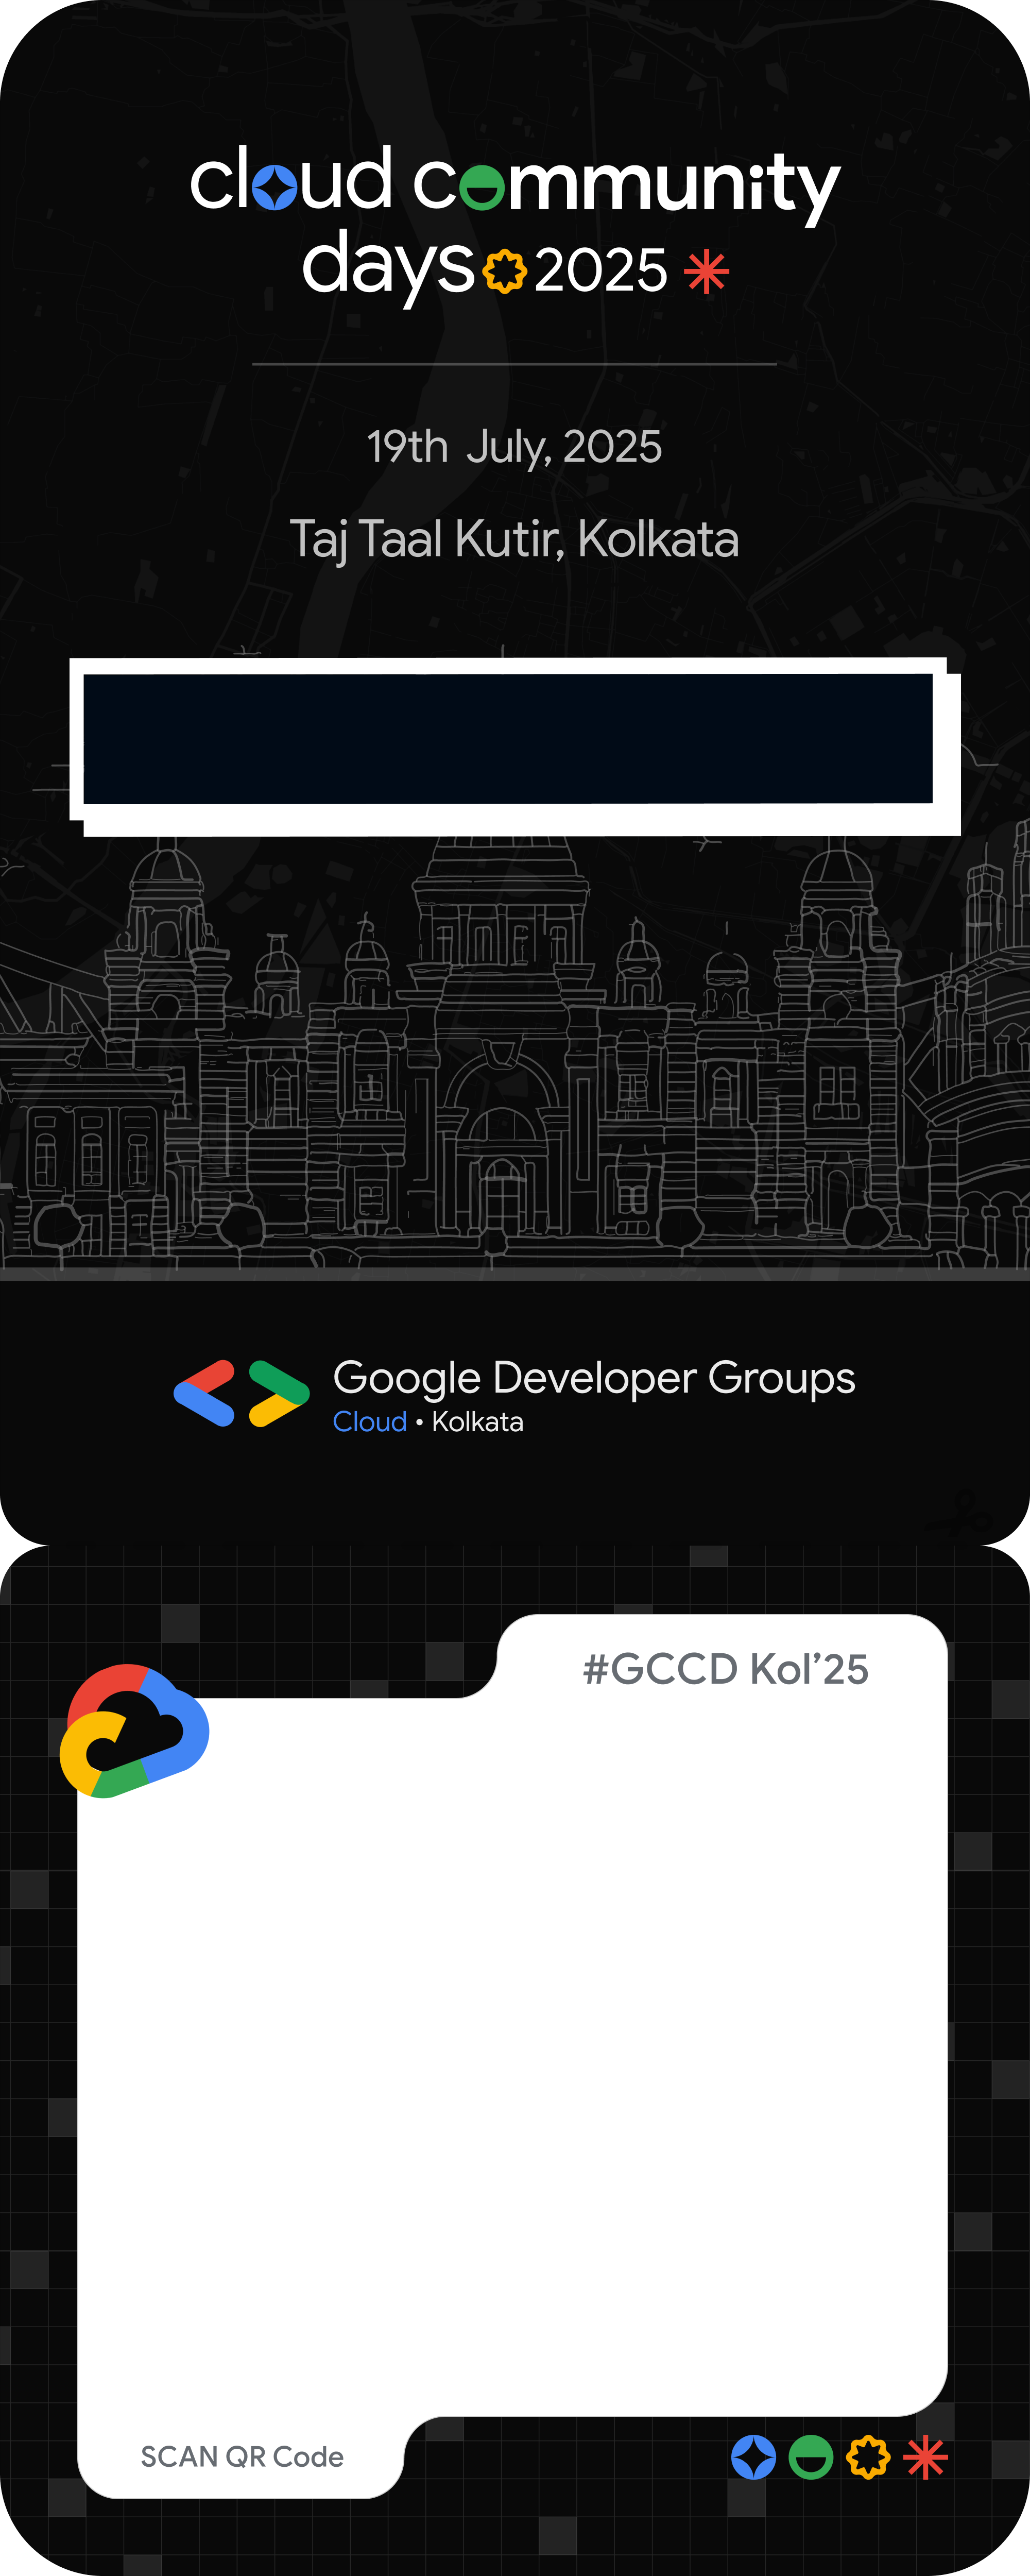 cloud community
days 2025
19th July, 2025
Taj Taal Kutir, Kolkata
Google Developer Groups
Cloud • Kolkata
#GCCD Kol’25
SCAN QR Code